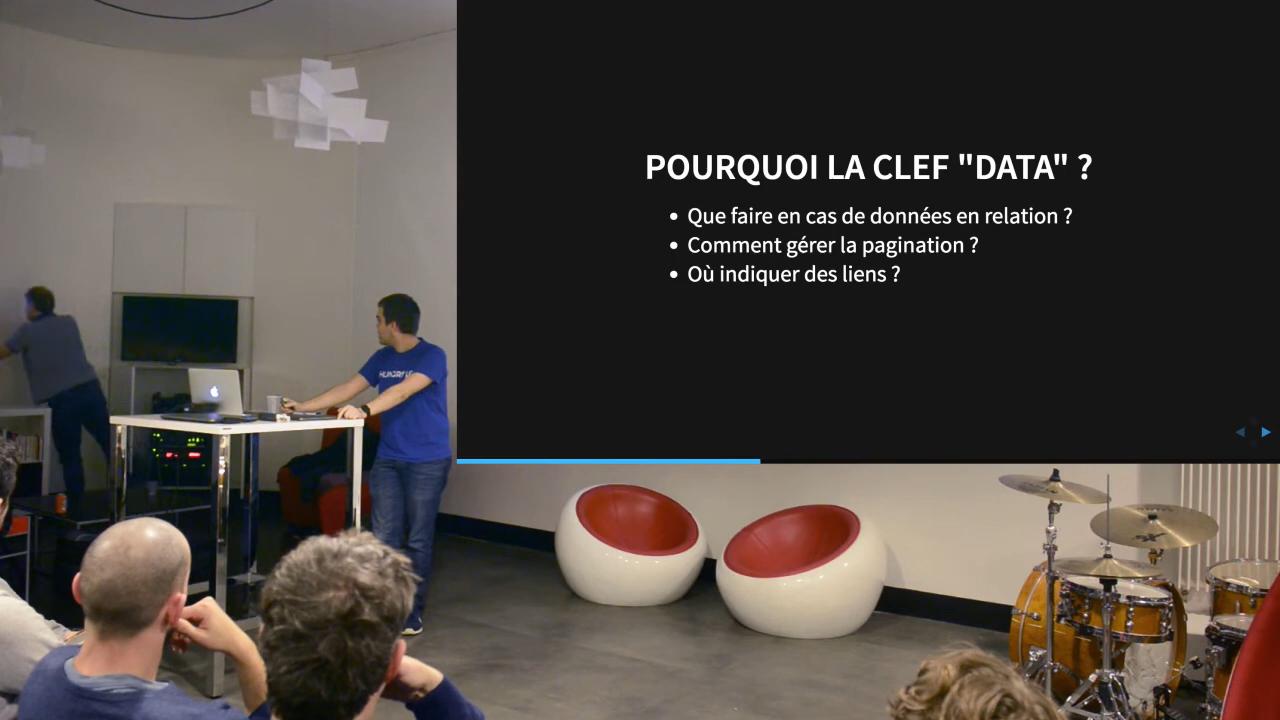 POURQUOI LA CLEF "DATA" ?
Que faire en cas de données en relation ?
Comment gérer la pagination ?
Où indiquer des liens ?